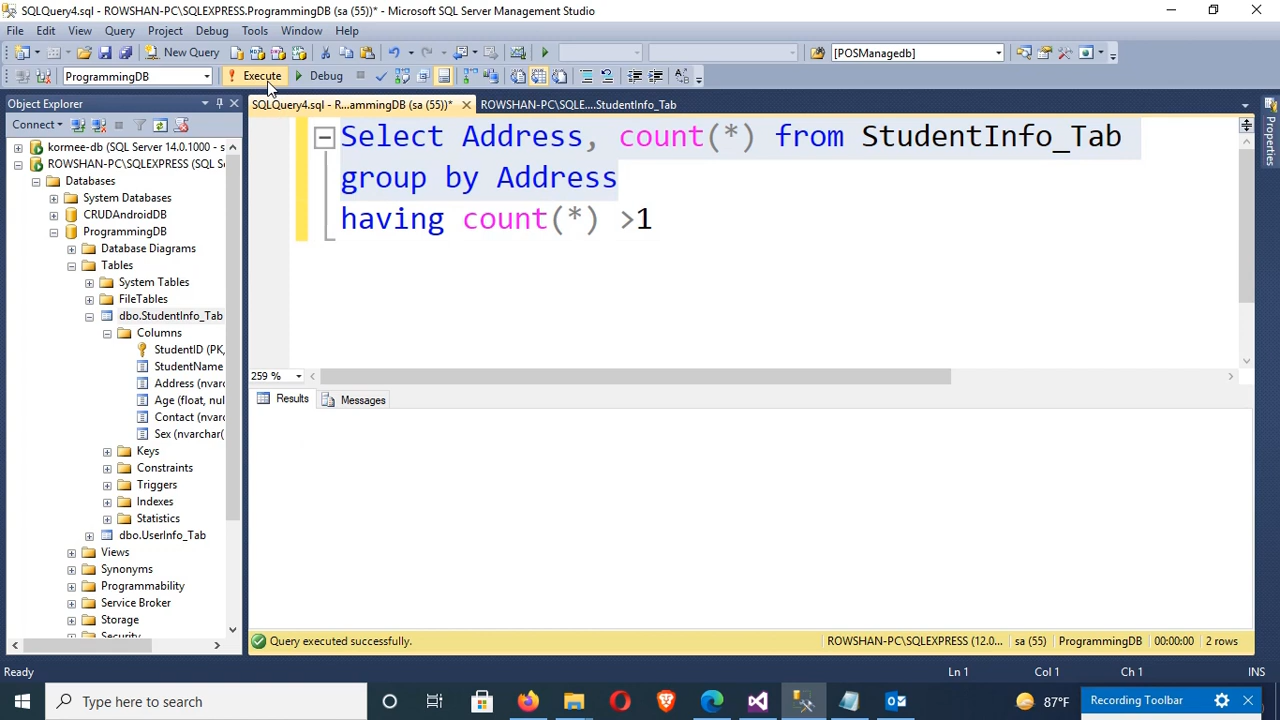 SQLQuery4.sql - ROWSHAN-PC\SQLEXPRESS.ProgrammingDB (sa (55))* - Microsoft SQL Server Management Studio
File Edit View Query Project Debug Tools Window Help
New Query [POSManagedb]
ProgrammingDB Execute Debug
Object Explorer
SQLQuery4.sql - R...ammingDB (sa (55))* ROWSHAN-PC\SQLE....StudentInfo_Tab
Connect
kormee-db (SQL Server 14.0.1000 - s
ROWSHAN-PC\SQLEXPRESS (SQL S
Databases
System Databases
CRUDAndroidDB
ProgrammingDB
Database Diagrams
Tables
System Tables
FileTables
dbo.StudentInfo_Tab
Columns
StudentID (PK,
StudentName
Address (nvarc
Age (float, nul
Contact (nvarc
Sex (nvarchar(
Keys
Constraints
Triggers
Indexes
Statistics
dbo.UserInfo_Tab
Views
Synonyms
Programmability
Service Broker
Storage
Security
Select Address, count(*) from StudentInfo_Tab
group by Address
having count(*) >1
259 %
Results Messages
Query executed successfully. ROWSHAN-PC\SQLEXPRESS (12.0... sa (55) ProgrammingDB 00:00:00 2 rows
Properties
Ready Ln 1 Col 1 Ch 1 INS
Type here to search 87°F Recording Toolbar